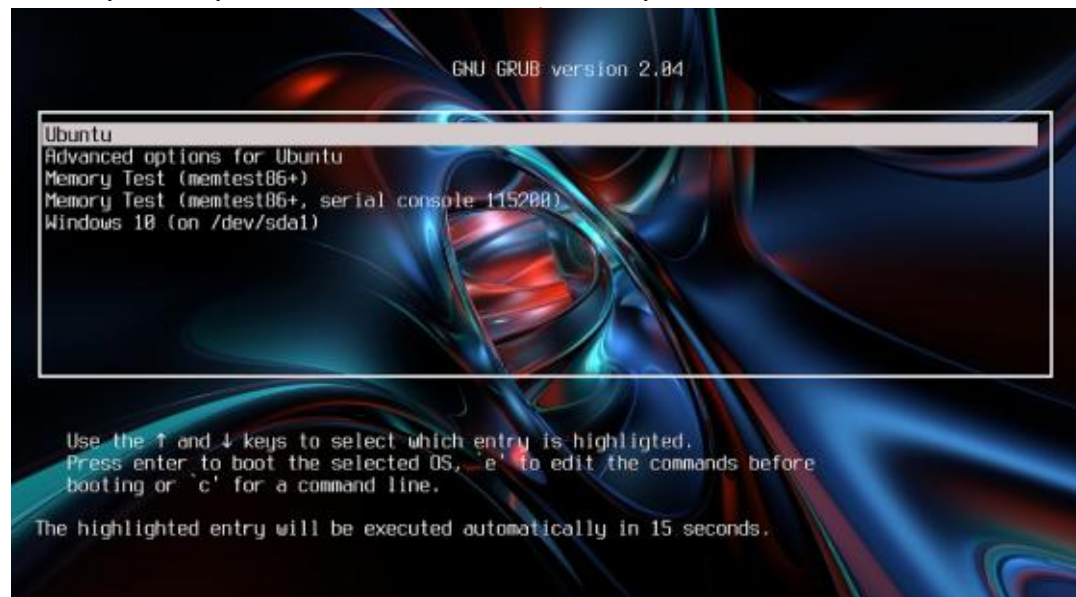 GNU GRUB version 2.04
Ubuntu
Advanced options for Ubuntu
Memory Test (memtest86+)
Memory Test (memtest86+, serial console 115200)
Windows 10 (on /dev/sda1)
Use the ↑ and ↓ keys to select which entry is highligted.
Press enter to boot the selected OS, `e' to edit the commands before
booting or `c' for a command line.
The highlighted entry will be executed automatically in 15 seconds.